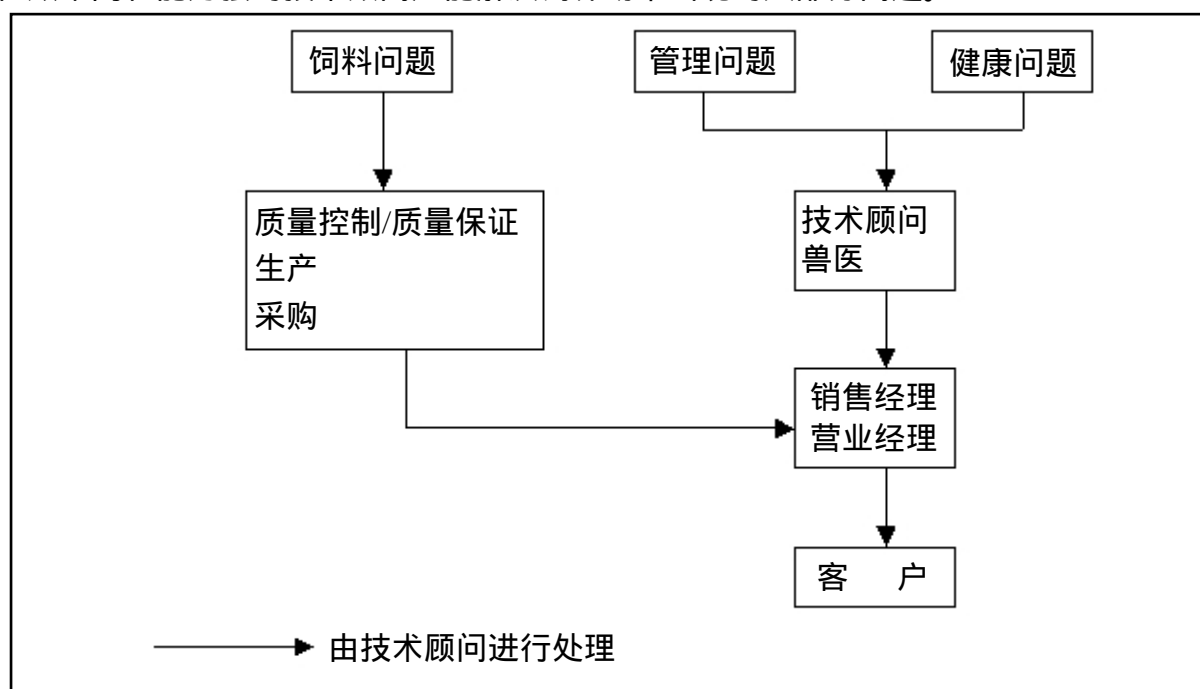 饲料问题
管理问题
健康问题
质量控制/质量保证
生产
采购
技术顾问
兽医
销售经理
营业经理
客 户
由技术顾问进行处理